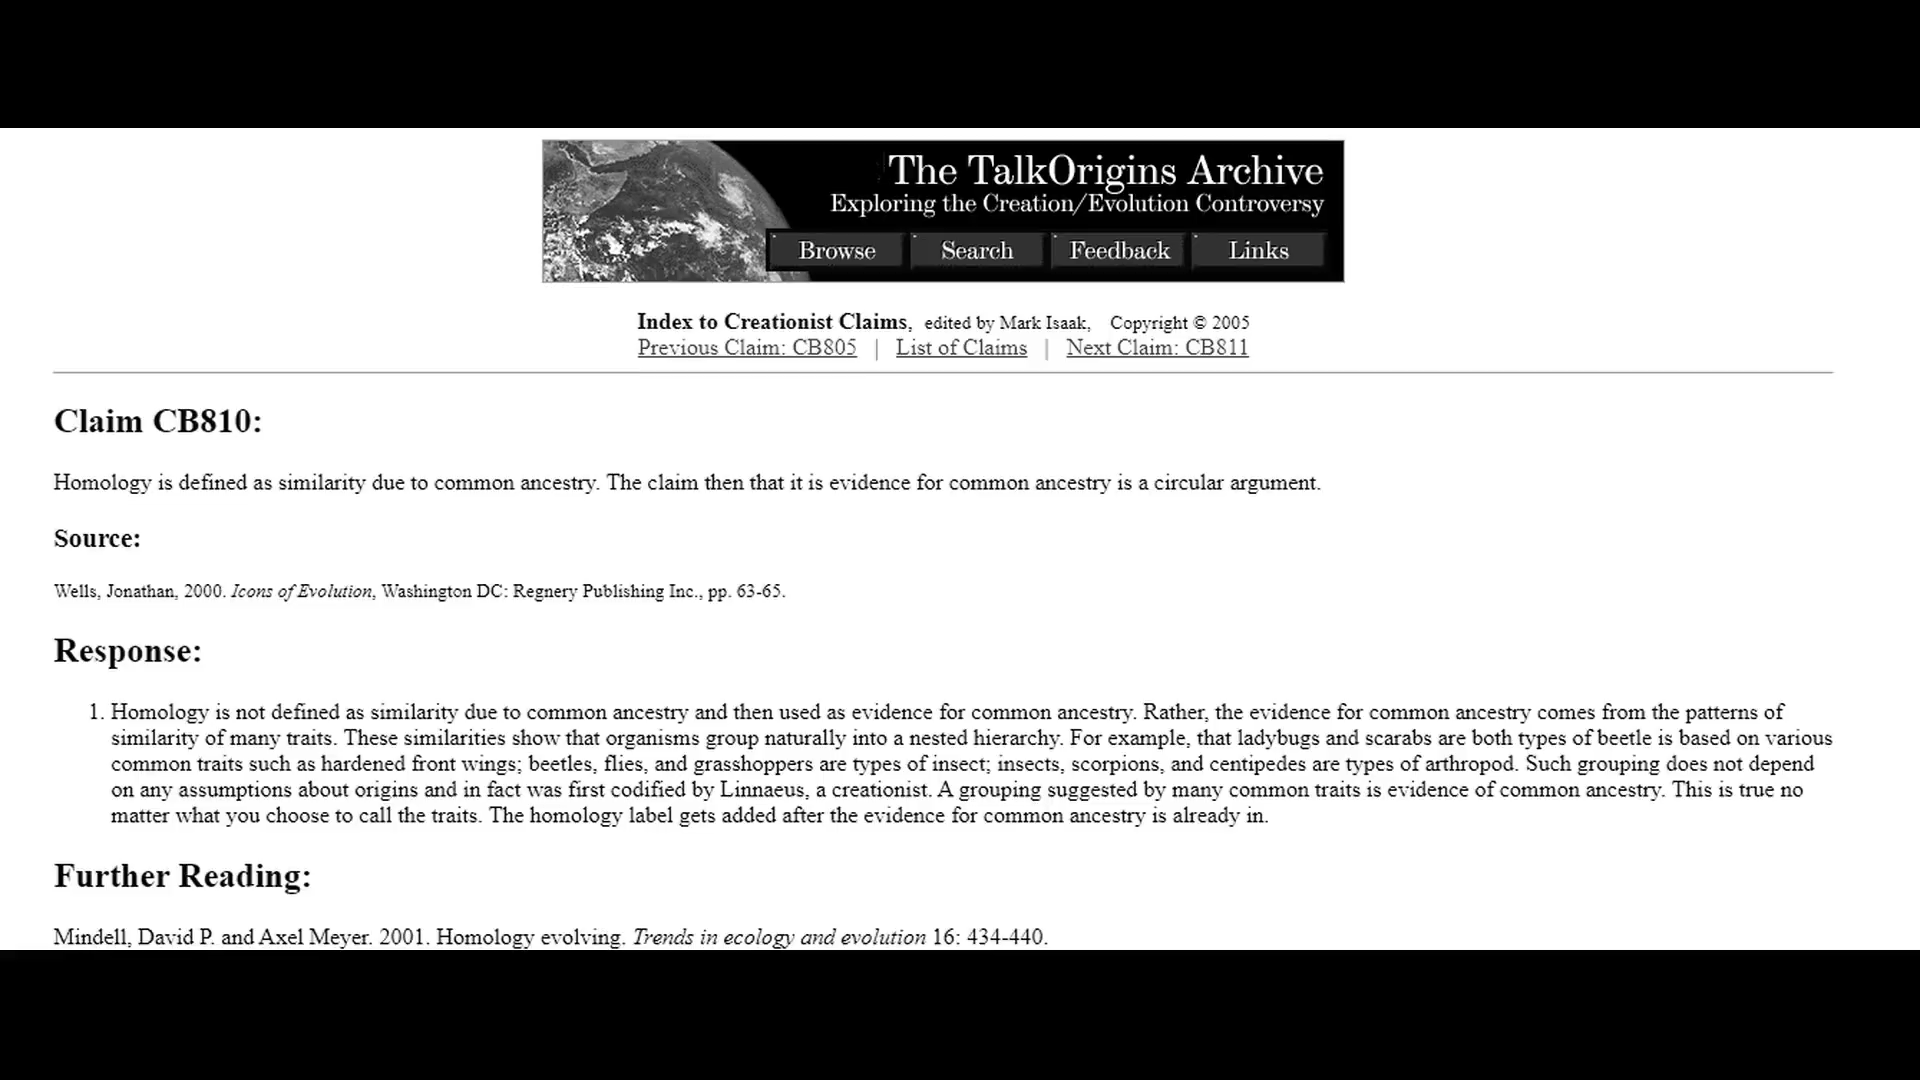 The TalkOrigins Archive
Exploring the Creation/Evolution Controversy
Browse Search Feedback Links
Index to Creationist Claims, edited by Mark Isaak, Copyright © 2005
Previous Claim: CB805 | List of Claims | Next Claim: CB811
Claim CB810:
Homology is defined as similarity due to common ancestry. The claim then that it is evidence for common ancestry is a circular argument.
Source:
Wells, Jonathan, 2000. Icons of Evolution, Washington DC: Regnery Publishing Inc., pp. 63-65.
Response:
1. Homology is not defined as similarity due to common ancestry and then used as evidence for common ancestry. Rather, the evidence for common ancestry comes from the patterns of
similarity of many traits. These similarities show that organisms group naturally into a nested hierarchy. For example, that ladybugs and scarabs are both types of beetle is based on various
common traits such as hardened front wings; beetles, flies, and grasshoppers are types of insect; insects, scorpions, and centipedes are types of arthropod. Such grouping does not depend
on any assumptions about origins and in fact was first codified by Linnaeus, a creationist. A grouping suggested by many common traits is evidence of common ancestry. This is true no
matter what you choose to call the traits. The homology label gets added after the evidence for common ancestry is already in.
Further Reading:
Mindell, David P. and Axel Meyer. 2001. Homology evolving. Trends in ecology and evolution 16: 434-440.